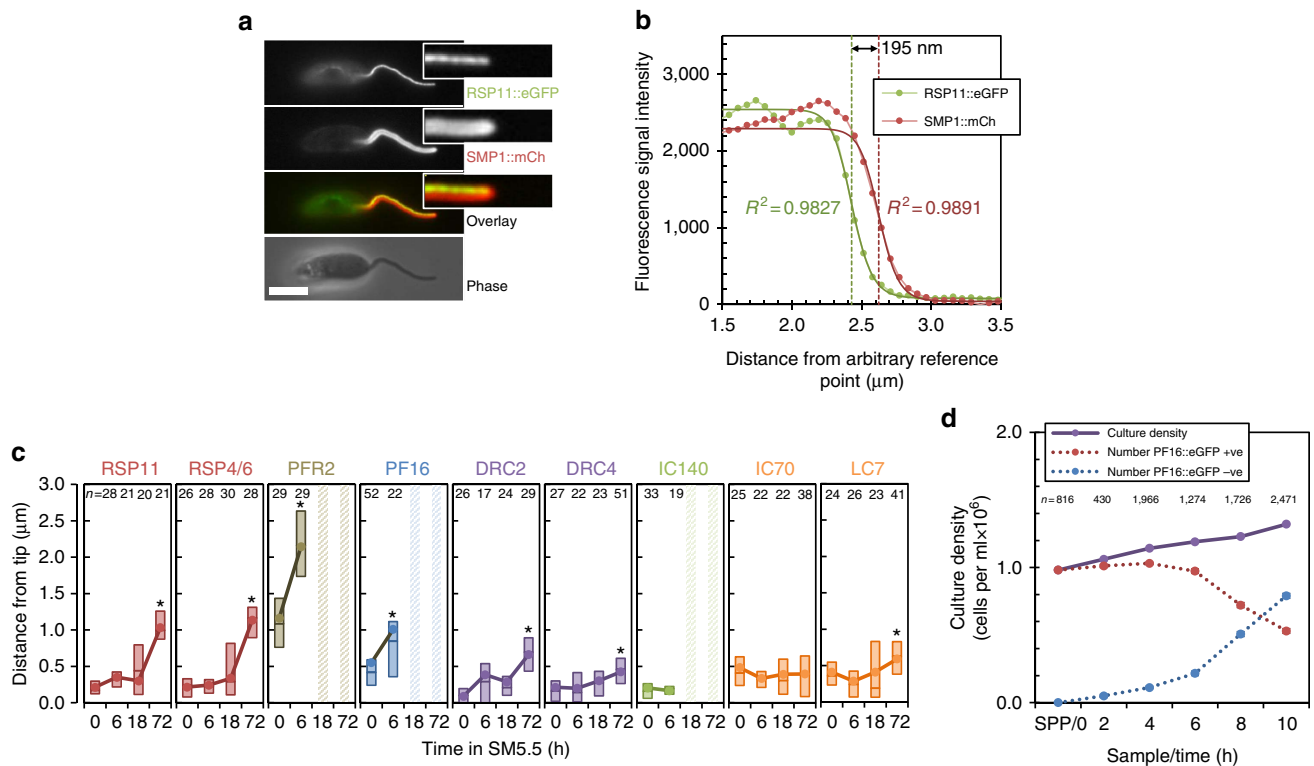 a
RSP11::eGFP
SMP1::mCh
Overlay
Phase
b
195 nm
3,000
2,000
1,000
0
RSP11::eGFP
SMP1::mCh
R² = 0.9827
R² = 0.9891
Fluorescence signal intensity
1.5 2.0 2.5 3.0 3.5
Distance from arbitrary reference
point (μm)
c
RSP11 RSP4/6 PFR2 PF16 DRC2 DRC4 IC140 IC70 LC7
n=28 21 20 21 26 28 30 28 29 29 52 22 26 17 24 29 27 22 23 51 33 19 25 22 22 38 24 26 23 41
* * * * * * *
3.0
2.5
2.0
1.5
1.0
0.5
0.0
Distance from tip (μm)
0 6 18 72 0 6 18 72 0 6 18 72 0 6 18 72 0 6 18 72 0 6 18 72 0 6 18 72 0 6 18 72 0 6 18 72
Time in SM5.5 (h)
d
2.0
1.0
0.0
Culture density
Number PF16::eGFP +ve
Number PF16::eGFP –ve
n=816 430 1,966 1,274 1,726 2,471
Culture density
(cells per ml×10⁶)
SPP/0 2 4 6 8 10
Sample/time (h)